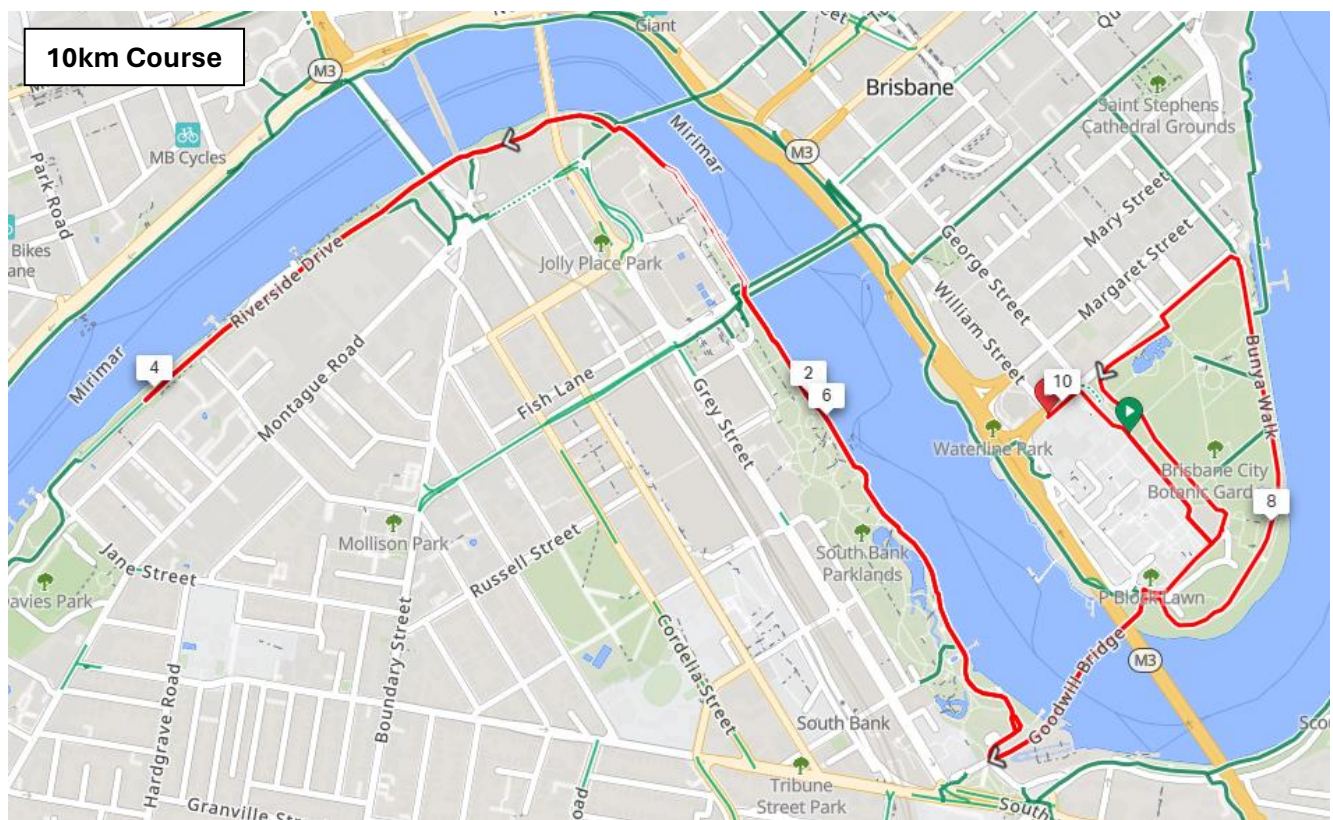 10km Course
Giant
M3
Brisbane
Saint Stephens
Cathedral Grounds
MB Cycles
Mirimar
M3
Park Road
Mary Street
Margaret Street
George Street
William Street
Bikes
Riverside Drive
Jolly Place Park
Mirimar
4
Montague Road
Fish Lane
Grey Street
2
6
10
Bunya Walk
Waterline Park
Brisbane City
Botanic Gard
8
Mollison Park
Russell Street
South Bank
Parklands
Jane Street
avies Park
P Block Lawn
Cordelia Street
Boundary Street
Hardgrave Road
Goodwill Bridge
M3
South Bank
Tribune
Street Park
Granville St
oad
South
Sco